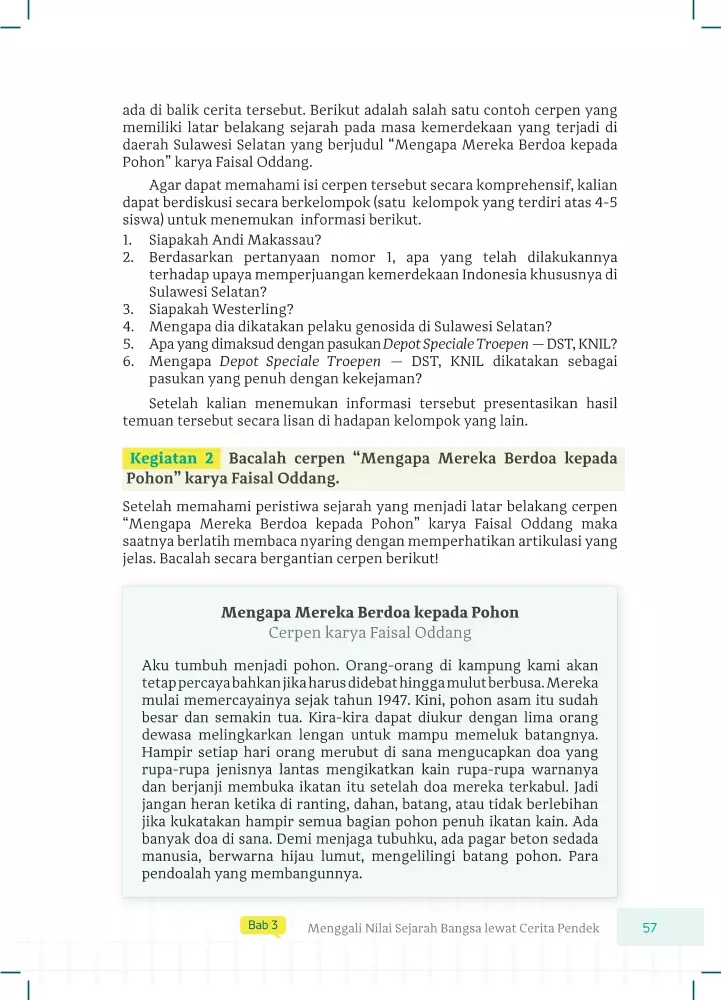 ada di balik cerita tersebut. Berikut adalah salah satu contoh cerpen yang
memiliki latar belakang sejarah pada masa kemerdekaan yang terjadi di
daerah Sulawesi Selatan yang berjudul “Mengapa Mereka Berdoa kepada
Pohon” karya Faisal Oddang.
Agar dapat memahami isi cerpen tersebut secara komprehensif, kalian
dapat berdiskusi secara berkelompok (satu kelompok yang terdiri atas 4-5
siswa) untuk menemukan informasi berikut.
1. Siapakah Andi Makassau?
2. Berdasarkan pertanyaan nomor 1, apa yang telah dilakukannya
terhadap upaya memperjuangan kemerdekaan Indonesia khususnya di
Sulawesi Selatan?
3. Siapakah Westerling?
4. Mengapa dia dikatakan pelaku genosida di Sulawesi Selatan?
5. Apa yang dimaksud dengan pasukan Depot Speciale Troepen — DST, KNIL?
6. Mengapa Depot Speciale Troepen — DST, KNIL dikatakan sebagai
pasukan yang penuh dengan kekejaman?
Setelah kalian menemukan informasi tersebut presentasikan hasil
temuan tersebut secara lisan di hadapan kelompok yang lain.
Kegiatan 2 Bacalah cerpen “Mengapa Mereka Berdoa kepada
Pohon” karya Faisal Oddang.
Setelah memahami peristiwa sejarah yang menjadi latar belakang cerpen
“Mengapa Mereka Berdoa kepada Pohon” karya Faisal Oddang maka
saatnya berlatih membaca nyaring dengan memperhatikan artikulasi yang
jelas. Bacalah secara bergantian cerpen berikut!
Mengapa Mereka Berdoa kepada Pohon
Cerpen karya Faisal Oddang
Aku tumbuh menjadi pohon. Orang-orang di kampung kami akan
tetap percaya bahkan jika harus didebat hingga mulut berbusa. Mereka
mulai memercayainya sejak tahun 1947. Kini, pohon asam itu sudah
besar dan semakin tua. Kira-kira dapat diukur dengan lima orang
dewasa melingkarkan lengan untuk mampu memeluk batangnya.
Hampir setiap hari orang merubut di sana mengucapkan doa yang
rupa-rupa jenisnya lantas mengikatkan kain rupa-rupa warnanya
dan berjanji membuka ikatan itu setelah doa mereka terkabul. Jadi
jangan heran ketika di ranting, dahan, batang, atau tidak berlebihan
jika kukatakan hampir semua bagian pohon penuh ikatan kain. Ada
banyak doa di sana. Demi menjaga tubuhku, ada pagar beton sedada
manusia, berwarna hijau lumut, mengelilingi batang pohon. Para
pendoalah yang membangunnya.
Bab 3 Menggali Nilai Sejarah Bangsa lewat Cerita Pendek 57